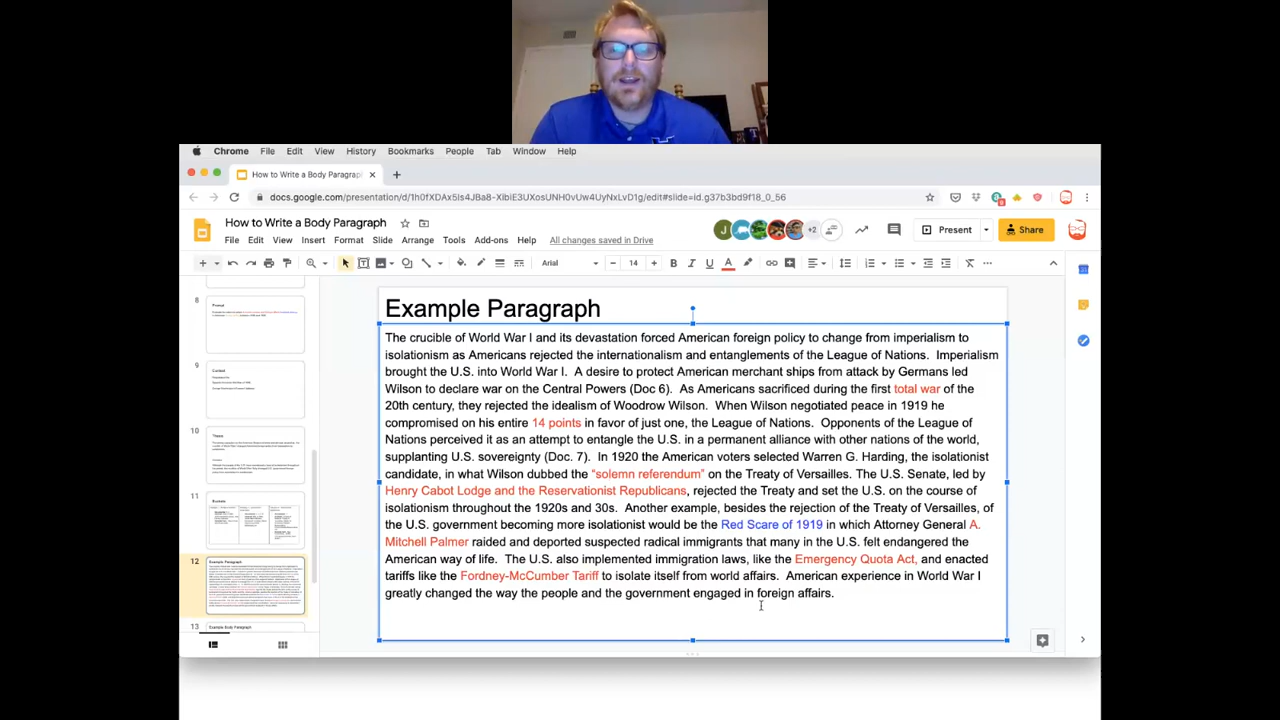 Chrome File Edit View History Bookmarks People Tab Window Help
How to Write a Body Paragraph
docs.google.com/presentation/d/1h0fXDAx5Is4JBa8-XibiE3UXosUNH0vUw4UyNxLvD1g/edit#slide=id.g37b3bd9f18_0_56
How to Write a Body Paragraph
J +2 Present Share
File Edit View Insert Format Slide Arrange Tools Add-ons Help All changes saved in Drive
Arial 14 B I U A
8
9
10
11
12
13
Example Paragraph
The crucible of World War I and its devastation forced American foreign policy to change from imperialism to
isolationism as Americans rejected the internationalism and entanglements of the League of Nations. Imperialism
brought the U.S. into World War I. A desire to protect American merchant ships from attack by Germans led
Wilson to declare war on the Central Powers (Doc 6). As Americans sacrificed during the first total war of the
20th century, they rejected the idealism of Woodrow Wilson. When Wilson negotiated peace in 1919 he
compromised on his entire 14 points in favor of just one, the League of Nations. Opponents of the League of
Nations perceived it as an attempt to entangle the U.S. in a permanent alliance with other nations of the world,
supplanting U.S. sovereignty (Doc. 7). In 1920 the American voters selected Warren G. Harding, the isolationist
candidate, in what Wilson dubbed the "solemn referendum" on the Treaty of Versailles. The U.S. Senate, led by
Henry Cabot Lodge and the Reservationist Republicans, rejected the Treaty and set the U.S. on the course of
isolationism throughout the 1920s and 30s. An example, besides the rejection of the Treaty of Versailles, of
the U.S. government becoming more isolationist would be the Red Scare of 1919 in which Attorney General A.
Mitchell Palmer raided and deported suspected radical immigrants that many in the U.S. felt endangered the
American way of life. The U.S. also implemented immigration laws, like the Emergency Quota Act, and enacted
tariffs like the Fordney-McCumber Tariff to isolate itself from world affairs. American experience in World War I
greatly changed how the people and the government behaved in foreign affairs.